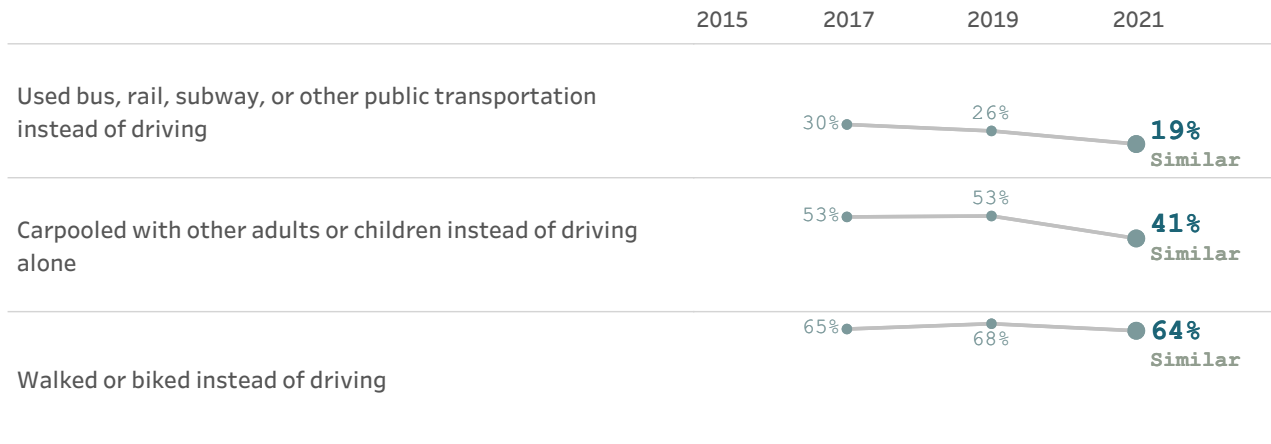 2015 2017 2019 2021
Used bus, rail, subway, or other public transportation
instead of driving
30% 26% 19%
Similar
Carpooled with other adults or children instead of driving
alone
53% 53% 41%
Similar
Walked or biked instead of driving
65% 68% 64%
Similar